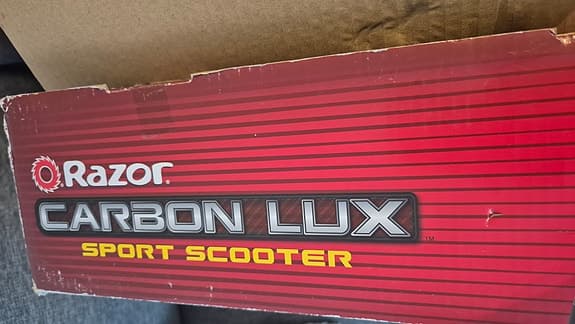 Razor
CARBON LUX
SPORT SCOOTER